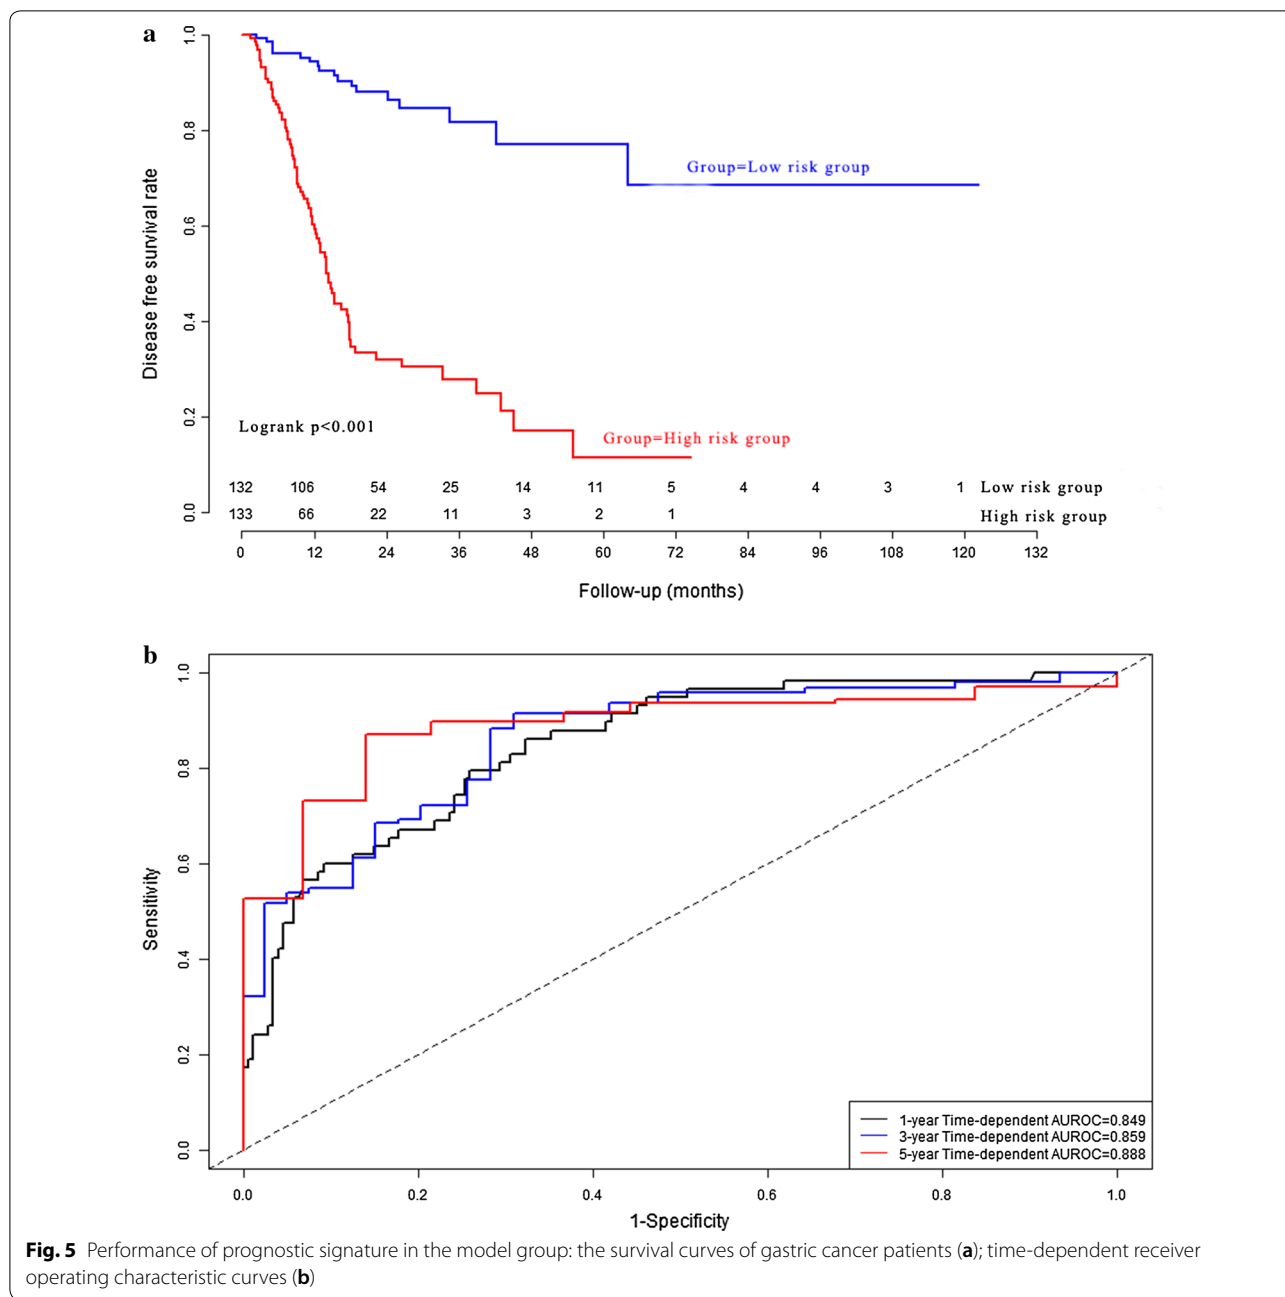 a
1.0
0.8
0.6
0.4
0.2
0.0
Disease free survival rate
Group=Low risk group
Group=High risk group
Logrank p<0.001
132 106 54 25 14 11 5 4 4 3 1 Low risk group
133 66 22 11 3 2 1 High risk group
0 12 24 36 48 60 72 84 96 108 120 132
Follow-up (months)
b
1.0
0.8
0.6
0.4
0.2
0.0
Sensitivity
1-year Time-dependent AUROC=0.849
3-year Time-dependent AUROC=0.859
5-year Time-dependent AUROC=0.888
0.0 0.2 0.4 0.6 0.8 1.0
1-Specificity
Fig. 5 Performance of prognostic signature in the model group: the survival curves of gastric cancer patients (a); time-dependent receiver
operating characteristic curves (b)